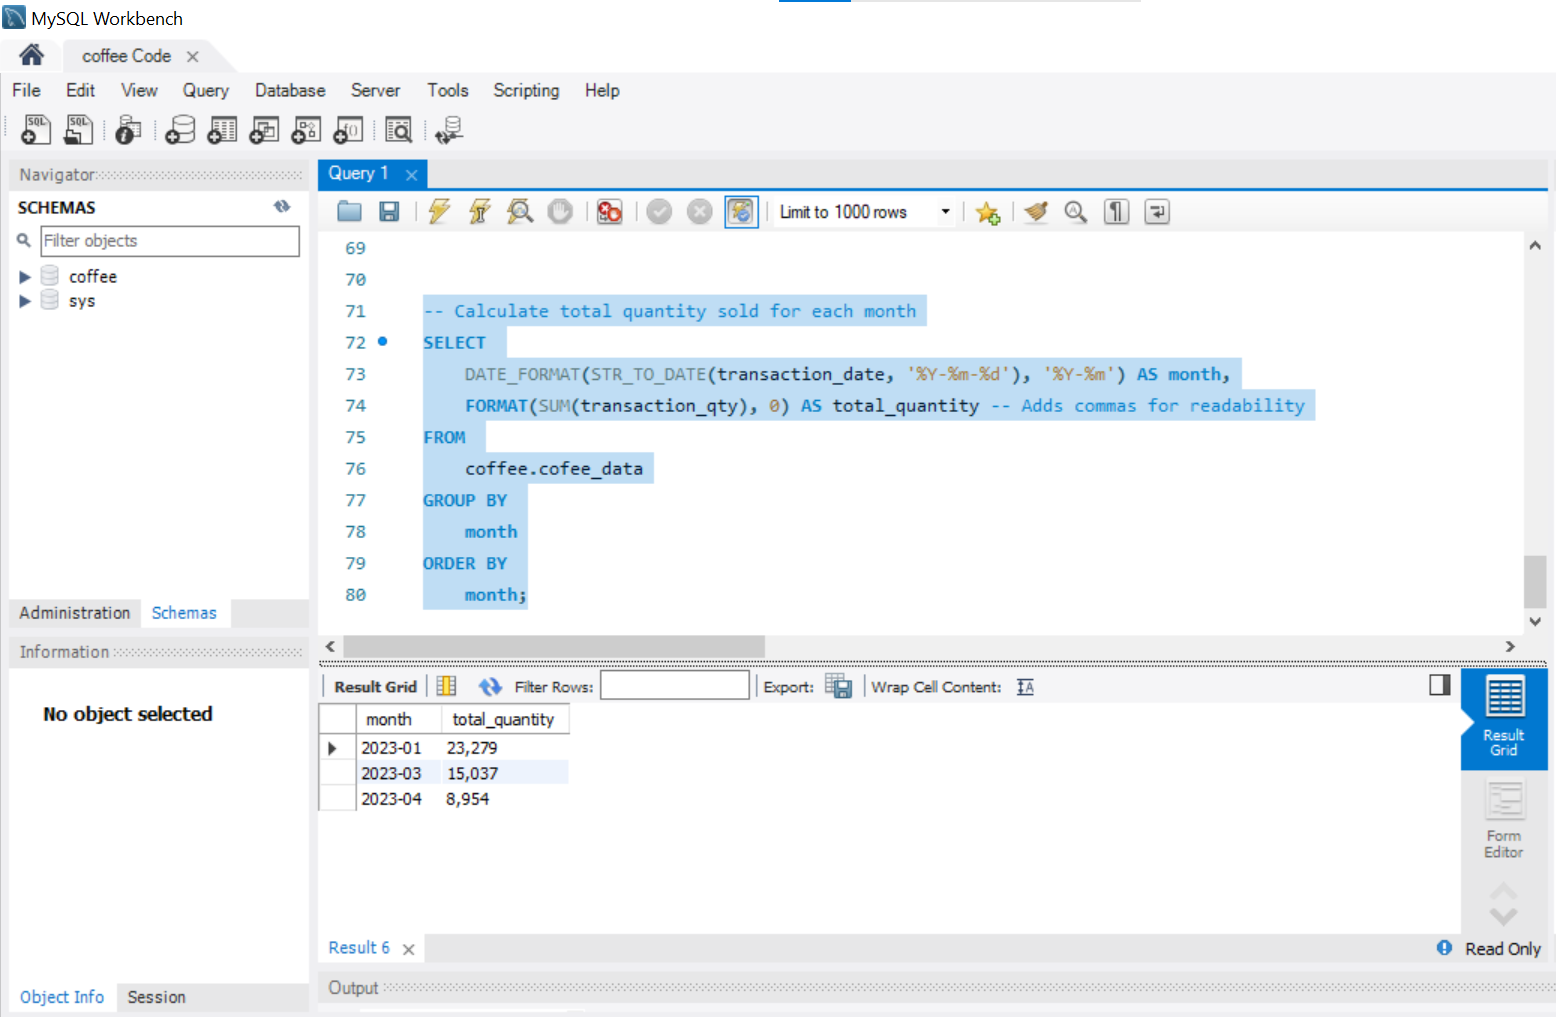 MySQL Workbench
coffee Code
File Edit View Query Database Server Tools Scripting Help
Navigator
SCHEMAS
Filter objects
coffee
sys
Administration Schemas
Information
No object selected
Object Info Session
Query 1
Limit to 1000 rows
69
70
71 -- Calculate total quantity sold for each month
72 SELECT
73 DATE_FORMAT(STR_TO_DATE(transaction_date, '%Y-%m-%d'), '%Y-%m') AS month,
74 FORMAT(SUM(transaction_qty), 0) AS total_quantity -- Adds commas for readability
75 FROM
76 coffee.cofee_data
77 GROUP BY
78 month
79 ORDER BY
80 month;
Result Grid Filter Rows: Export: Wrap Cell Content:
month total_quantity
2023-01 23,279
2023-03 15,037
2023-04 8,954
Result
Grid
Form
Editor
Result 6
Read Only
Output